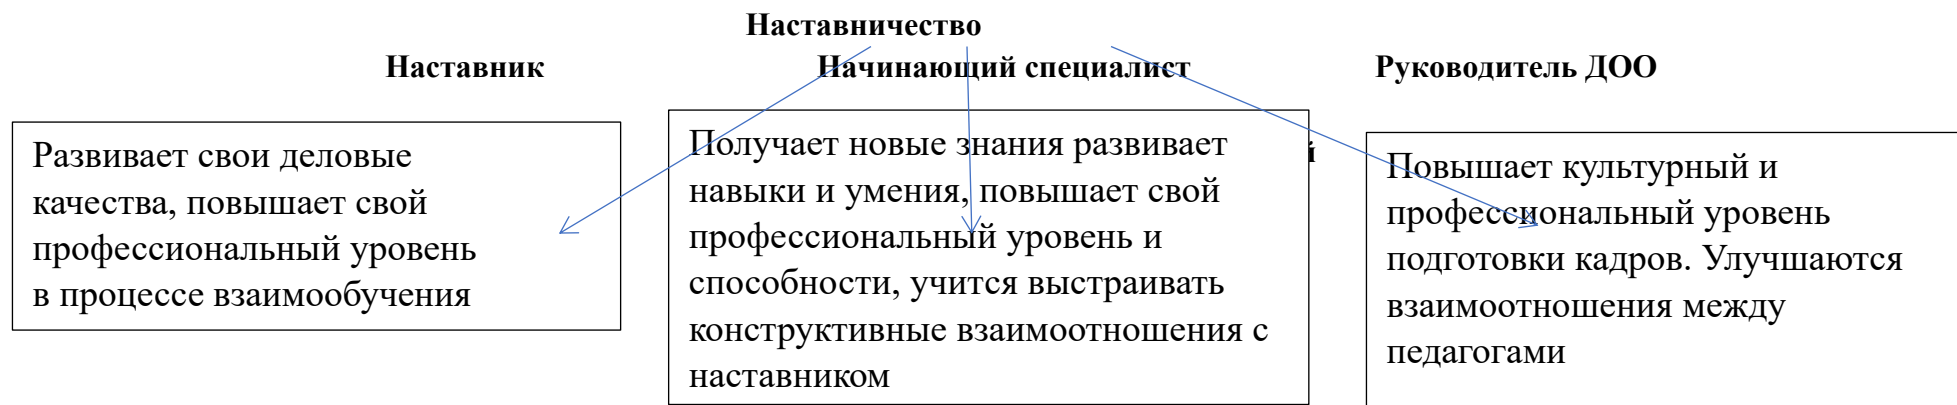 Наставничество
Наставник Начинающий специалист Руководитель ДОО
Развивает свои деловые
качества, повышает свой
профессиональный уровень
в процессе взаимообучения
Получает новые знания развивает
навыки и умения, повышает свой
профессиональный уровень и
способности, учится выстраивать
конструктивные взаимоотношения с
наставником
Повышает культурный и
профессиональный уровень
подготовки кадров. Улучшаются
взаимоотношения между
педагогами